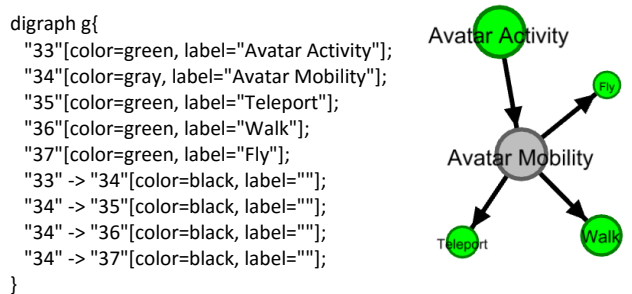 digraph g{
"33"[color=green, label="Avatar Activity"];
"34"[color=gray, label="Avatar Mobility"];
"35"[color=green, label="Teleport"];
"36"[color=green, label="Walk"];
"37"[color=green, label="Fly"];
"33" -> "34"[color=black, label=""];
"34" -> "35"[color=black, label=""];
"34" -> "36"[color=black, label=""];
"34" -> "37"[color=black, label=""];
}
Avatar Activity
Fly
Avatar Mobility
Teleport
Walk